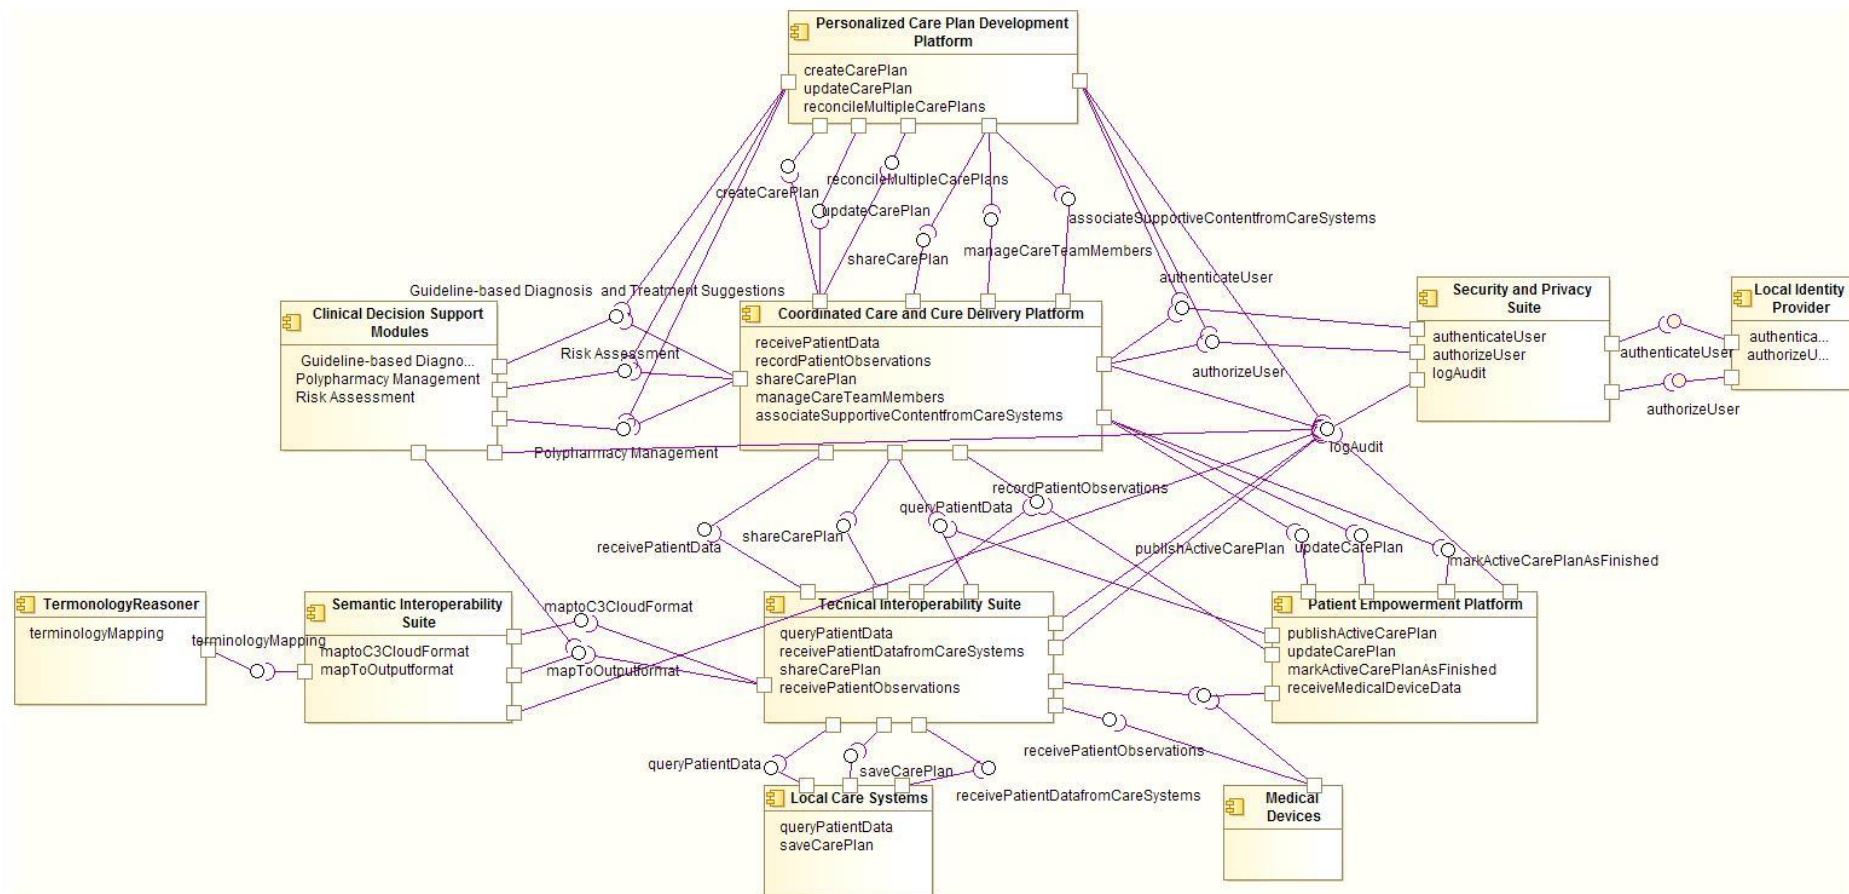 Personalized Care Plan Development
Platform
createCarePlan
updateCarePlan
reconcileMultipleCarePlans
createCarePlan
reconcileMultipleCarePlans
updateCarePlan
shareCarePlan
manageCareTeamMembers
associateSupportiveContentfromCareSystems
authenticateUser
authorizeUser
Guideline-based Diagnosis and Treatment Suggestions
Risk Assessment
Polypharmacy Management
Clinical Decision Support
Modules
Guideline-based Diagno...
Polypharmacy Management
Risk Assessment
Coordinated Care and Cure Delivery Platform
receivePatientData
recordPatientObservations
shareCarePlan
manageCareTeamMembers
associateSupportiveContentfromCareSystems
Security and Privacy
Suite
authenticateUser
authorizeUser
logAudit
authenticateUser
authorizeUser
Local Identity
Provider
authentica...
authorizeU...
logAudit
receivePatientData
shareCarePlan
queryPatientData
recordPatientObservations
publishActiveCarePlan
updateCarePlan
markActiveCarePlanAsFinished
TermonologyReasoner
terminologyMapping
terminologyMapping
Semantic Interoperability
Suite
maptoC3CloudFormat
mapToOutputformat
maptoC3CloudFormat
mapToOutputformat
Tecnical Interoperability Suite
queryPatientData
receivePatientDatafromCareSystems
shareCarePlan
receivePatientObservations
Patient Empowerment Platform
publishActiveCarePlan
updateCarePlan
markActiveCarePlanAsFinished
receiveMedicalDeviceData
queryPatientData
saveCarePlan
receivePatientDatafromCareSystems
receivePatientObservations
Local Care Systems
queryPatientData
saveCarePlan
Medical
Devices